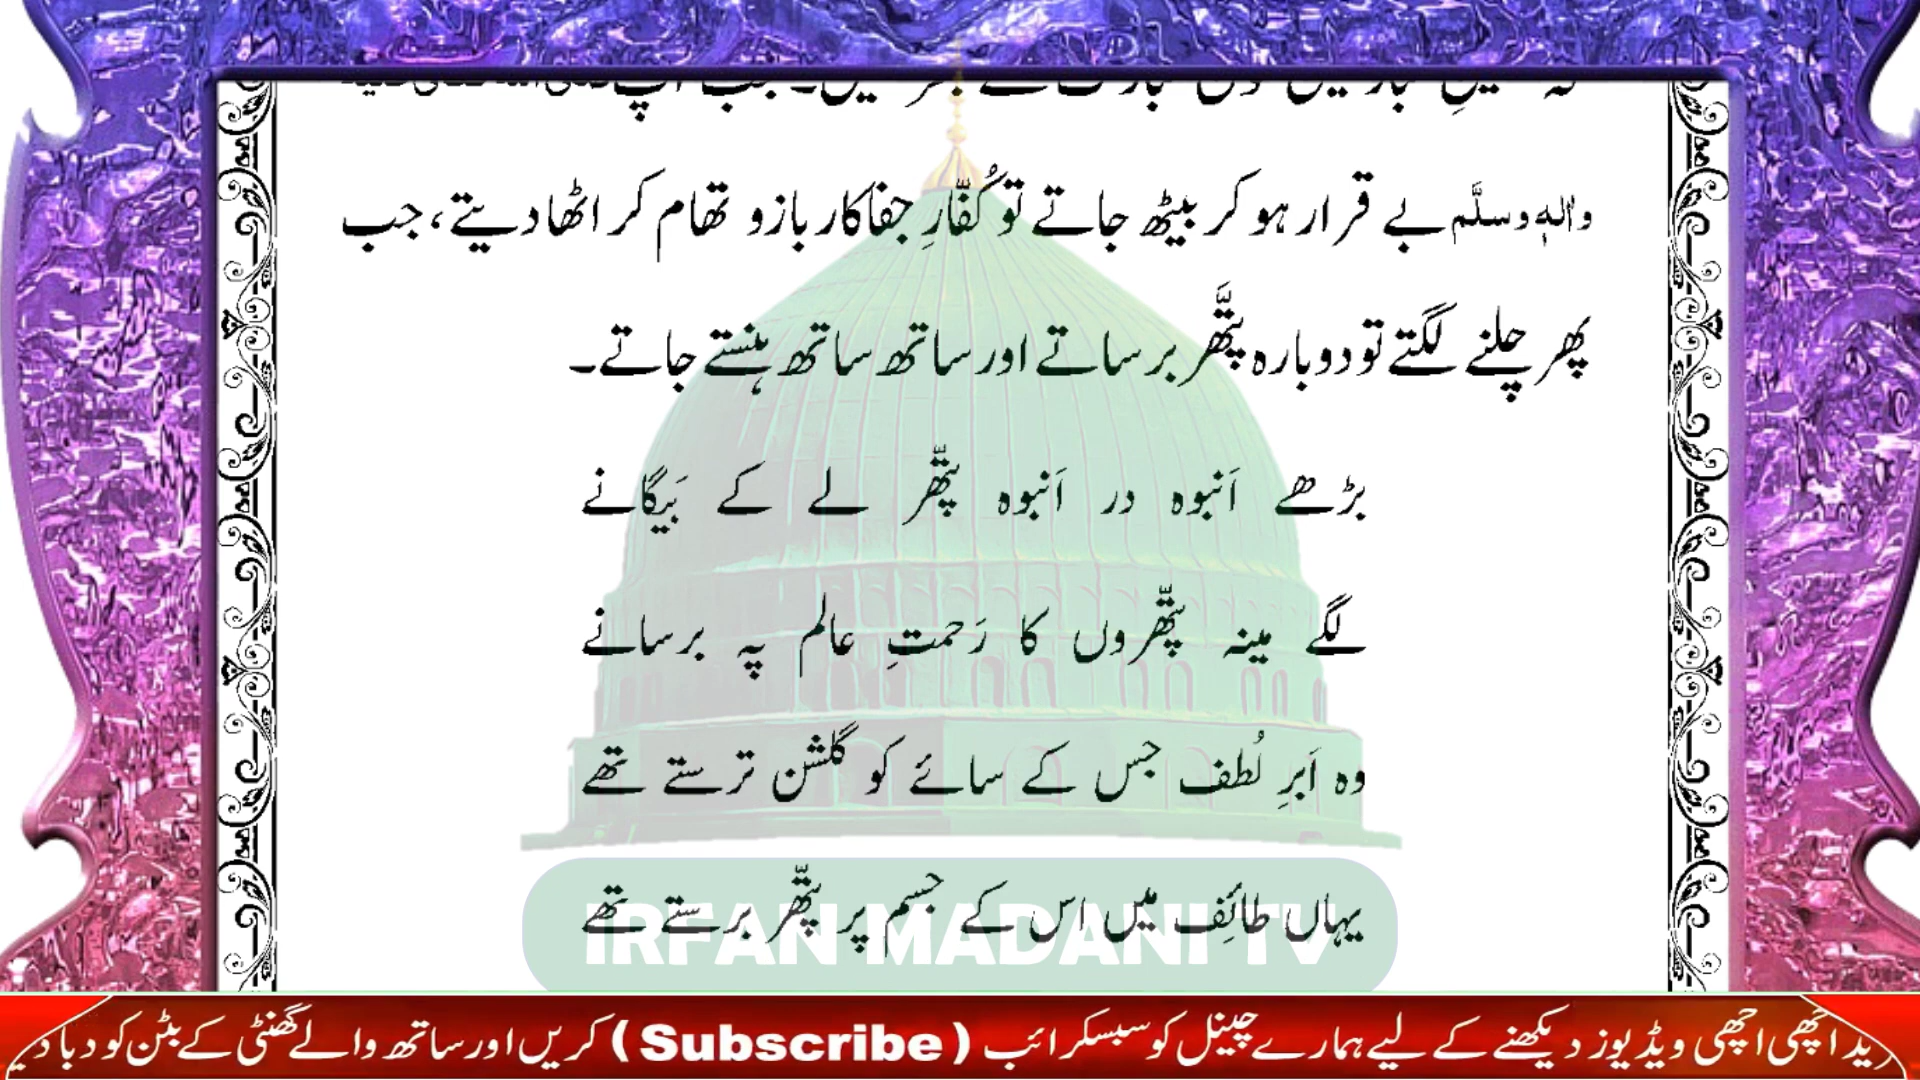 واٰلہٖ وسلَّم بے قرار ہو کر بیٹھ جاتے تو کُفّارِ جفاکار بازو تھام کر اٹھا دیتے، جب
پھر چلنے لگتے تو دوبارہ پتَّھر برساتے اور ساتھ ساتھ ہنستے جاتے۔
بڑھے اَنبوہ در اَنبوہ پتّھر لے کے بَیگانے
لگے مینہ پتّھروں کا رَحمتِ عالم پہ برسانے
وہ اَبرِ لُطف جس کے سائے کو گلشن ترستے تھے
یہاں طائِف میں اس کے جسم پر پتّھر برستے تھے
IRFAN MADANI TV
ید اچھی اچھی ویڈیوز دیکھنے کے لیے ہمارے چینل کو سبسکرائب (Subscribe) کریں اور ساتھ والے گھنٹی کے بٹن کو دبا دی